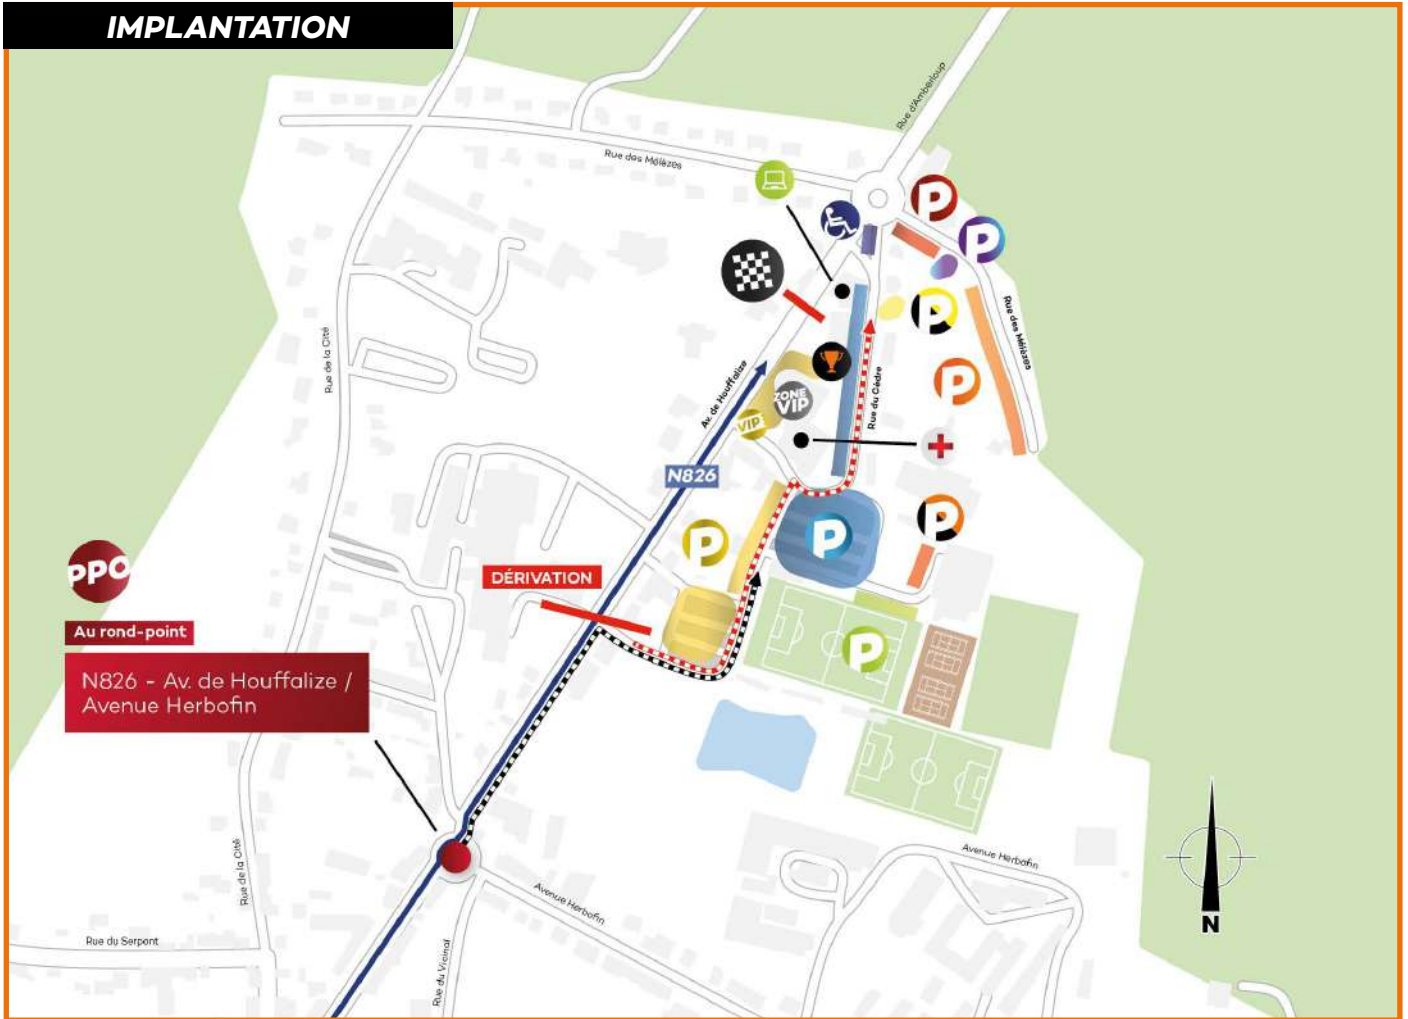 IMPLANTATION
Rue d'Amberloup
Rue des Mélèzes
P
P
Rue des Mélèzes
P
Rue de la Cité
Av. de Houffalize
ZONE
VIP
VIP
Rue du Cèdre
P
N826
P
P
P
PPO
DÉRIVATION
Au rond-point
P
N826 - Av. de Houffalize /
Avenue Herbofin
Rue de la Cité
Avenue Herbofin
Avenue Herbofin
Rue du Serpont
Rue du Vicinal
N